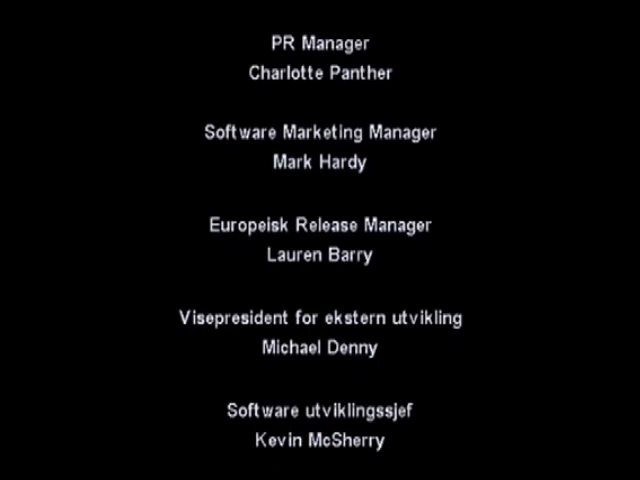 PR Manager
Charlotte Panther
Software Marketing Manager
Mark Hardy
Europeisk Release Manager
Lauren Barry
Visepresident for ekstern utvikling
Michael Denny
Software utviklingssjef
Kevin McSherry